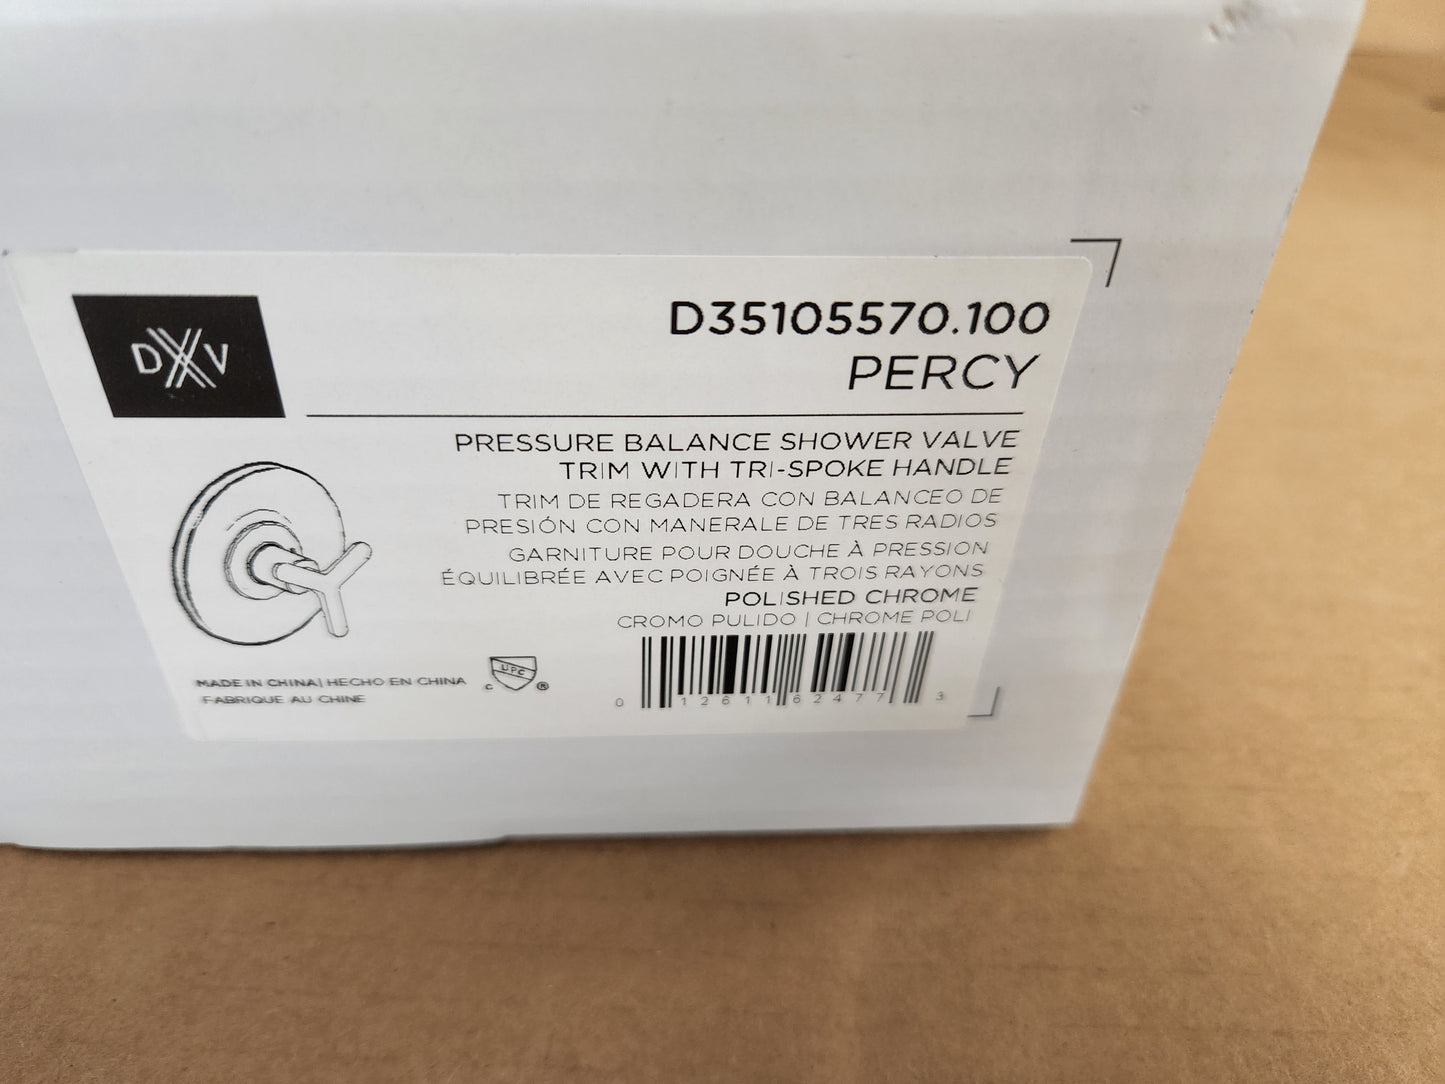 D35105570.100
DXV
PERCY
PRESSURE BALANCE SHOWER VALVE
TRIM WITH TRI-SPOKE HANDLE
TRIM DE REGADERA CON BALANCEO DE
PRESIÓN CON MANERALE DE TRES RADIOS
GARNITURE POUR DOUCHE À PRESSION
ÉQUILIBRÉE AVEC POIGNÉE À TROIS RAYONS
POLISHED CHROME
CROMO PULIDO | CHROME POLI
MADE IN CHINA| HECHO EN CHINA
FABRIQUE AU CHINE
UPC
C ®
0 12611 62477 3